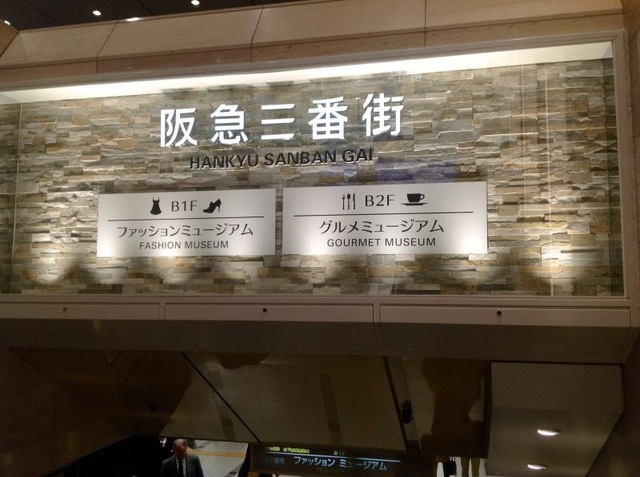 阪急三番街
HANKYU SANBAN GAI
B1F
ファッションミュージアム
FASHION MUSEUM
B2F
グルメミュージアム
GOURMET MUSEUM
ファッション ミュージアム